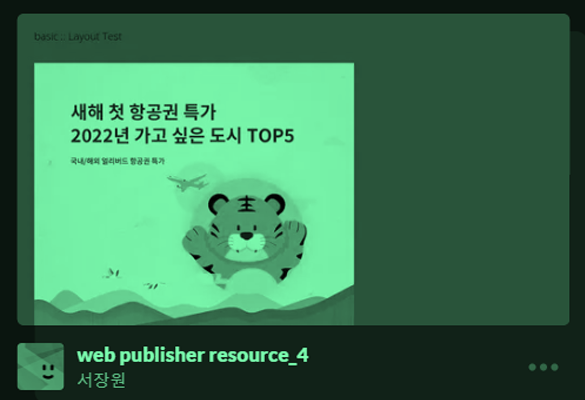 basic :: Layout Test
새해 첫 항공권 특가
2022년 가고 싶은 도시 TOP5
국내/해외 얼리버드 항공권 특가
web publisher resource_4
서장원